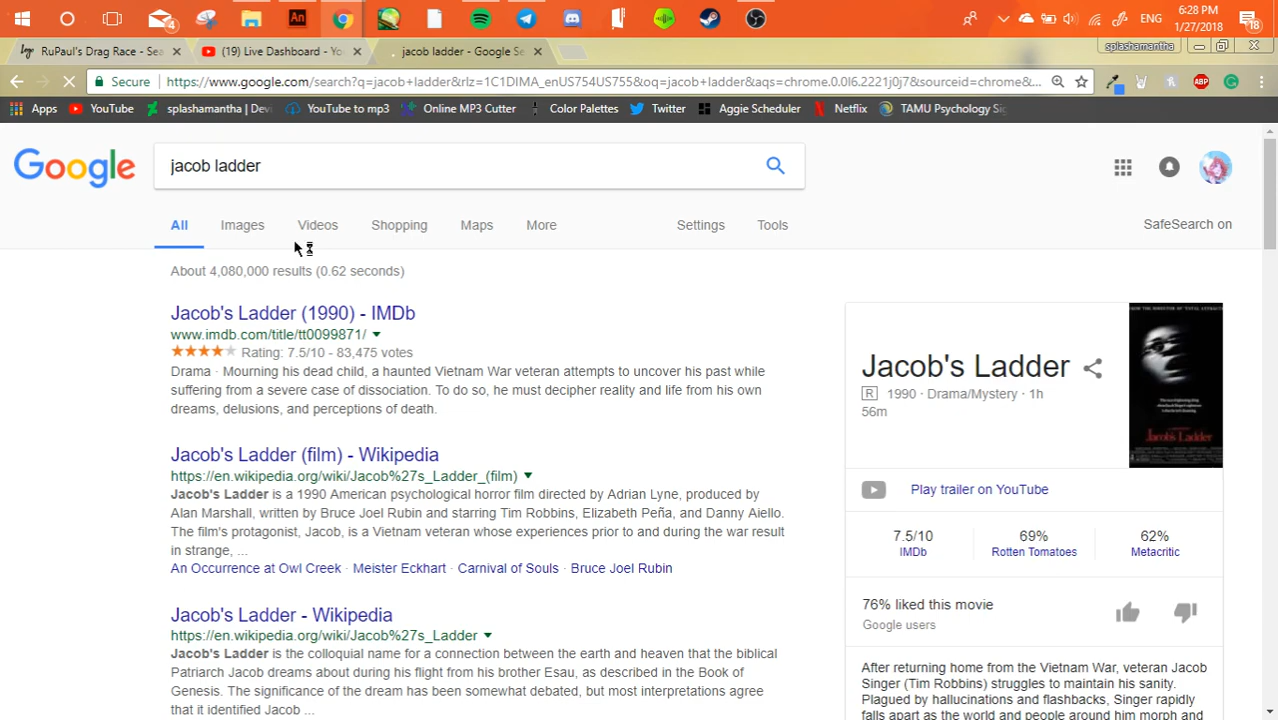 4
An
6:28 PM
ENG
1/27/2018
18
RuPaul's Drag Race - Sea
(19) Live Dashboard - You
jacob ladder - Google Se
splashamantha
Secure
https://www.google.com/search?q=jacob+ladder&rlz=1C1DIMA_enUS754US755&oq=jacob+ladder&aqs=chrome.0.0l6.2221j0j7&sourceid=chrome&...
ABP
Apps
YouTube
splashamantha | Dev
YouTube to mp3
Online MP3 Cutter
Color Palettes
Twitter
Aggie Scheduler
Netflix
TAMU Psychology Sig
Google
jacob ladder
All
Images
Videos
Shopping
Maps
More
Settings
Tools
SafeSearch on
About 4,080,000 results (0.62 seconds)
Jacob's Ladder (1990) - IMDb
www.imdb.com/title/tt0099871/
Rating: 7.5/10 - 83,475 votes
Drama · Mourning his dead child, a haunted Vietnam War veteran attempts to uncover his past while
suffering from a severe case of dissociation. To do so, he must decipher reality and life from his own
dreams, delusions, and perceptions of death.
Jacob's Ladder (film) - Wikipedia
https://en.wikipedia.org/wiki/Jacob%27s_Ladder_(film)
Jacob's Ladder is a 1990 American psychological horror film directed by Adrian Lyne, produced by
Alan Marshall, written by Bruce Joel Rubin and starring Tim Robbins, Elizabeth Peña, and Danny Aiello.
The film's protagonist, Jacob, is a Vietnam veteran whose experiences prior to and during the war result
in strange, ...
An Occurrence at Owl Creek · Meister Eckhart · Carnival of Souls · Bruce Joel Rubin
Jacob's Ladder - Wikipedia
https://en.wikipedia.org/wiki/Jacob%27s_Ladder
Jacob's Ladder is the colloquial name for a connection between the earth and heaven that the biblical
Patriarch Jacob dreams about during his flight from his brother Esau, as described in the Book of
Genesis. The significance of the dream has been somewhat debated, but most interpretations agree
that it identified Jacob ...
Jacob's Ladder
R 1990 · Drama/Mystery · 1h
56m
Jacob's Ladder
Play trailer on YouTube
7.5/10
IMDb
69%
Rotten Tomatoes
62%
Metacritic
76% liked this movie
Google users
After returning home from the Vietnam War, veteran Jacob
Singer (Tim Robbins) struggles to maintain his sanity.
Plagued by hallucinations and flashbacks, Singer rapidly
falls apart as the world and people around him morph and